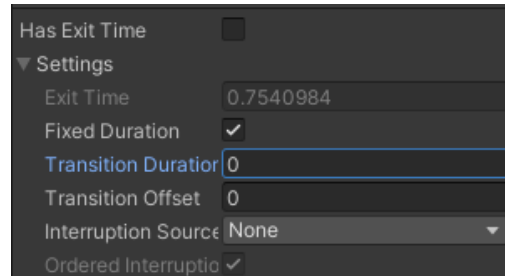 Has Exit Time
Settings
Exit Time 0.7540984
Fixed Duration
Transition Duration 0
Transition Offset 0
Interruption Source None
Ordered Interruptio